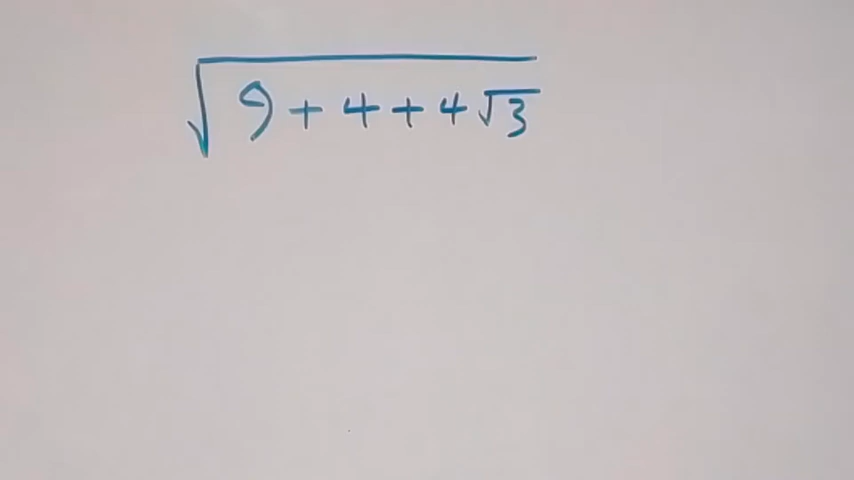 √(9 + 4 + 4√3)